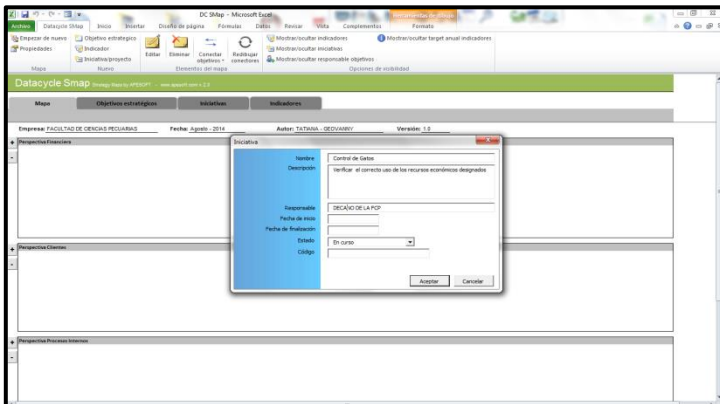 DC SMap - Microsoft Excel
Archivo Datacycle SMap Inicio Insertar Diseño de página Fórmulas Datos Revisar Vista Complementos Formato
Empezar de nuevo
Propiedades
Mapa
Objetivo estratégico
Indicador
Iniciativa/proyecto
Nuevo
Editar
Eliminar
Conectar objetivos
Redibujar conectores
Elementos del mapa
Mostrar/ocultar indicadores
Mostrar/ocultar iniciativas
Mostrar/ocultar responsable objetivos
Mostrar/ocultar target anual indicadores
Opciones de visibilidad
Datacycle Smap Strategy Maps by APESOFT
Mapa Objetivos estratégicos Iniciativas Indicadores
Empresa: FACULTAD DE CIENCIAS PECUARIAS Fecha: Agosto - 2014 Autor: TATIANA - GEOVANNY Versión: 1.0
+ Perspectiva Financiera
-
Iniciativa
Nombre Control de Gatos
Descripción Verificar el correcto uso de los recursos económicos designados
Responsable DECANO DE LA FCP
Fecha de inicio
Fecha de finalización
Estado En curso
Código
Aceptar Cancelar
+ Perspectiva Clientes
-
+ Perspectiva Procesos Internos
-